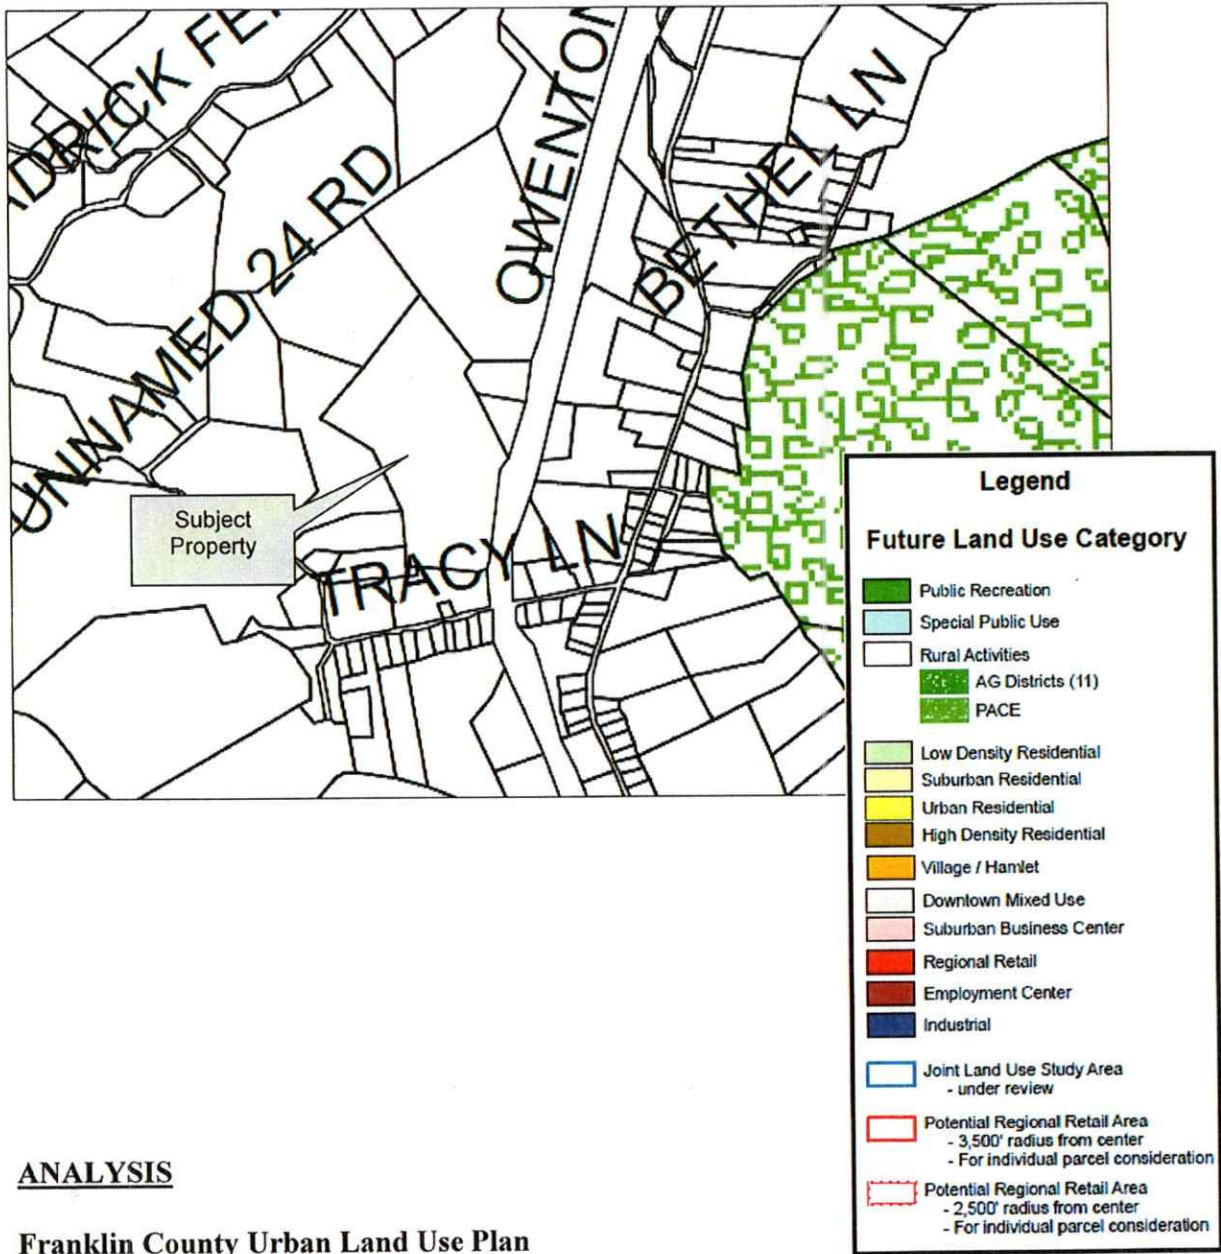 ADRICK FE
UNNAMED 24 RD
OWENTON
BETHEL LN
TRACY LN
Subject
Property
Legend
Future Land Use Category
Public Recreation
Special Public Use
Rural Activities
AG Districts (11)
PACE
Low Density Residential
Suburban Residential
Urban Residential
High Density Residential
Village / Hamlet
Downtown Mixed Use
Suburban Business Center
Regional Retail
Employment Center
Industrial
Joint Land Use Study Area
- under review
Potential Regional Retail Area
- 3,500' radius from center
- For individual parcel consideration
Potential Regional Retail Area
- 2,500' radius from center
- For individual parcel consideration
ANALYSIS
Franklin County Urban Land Use Plan